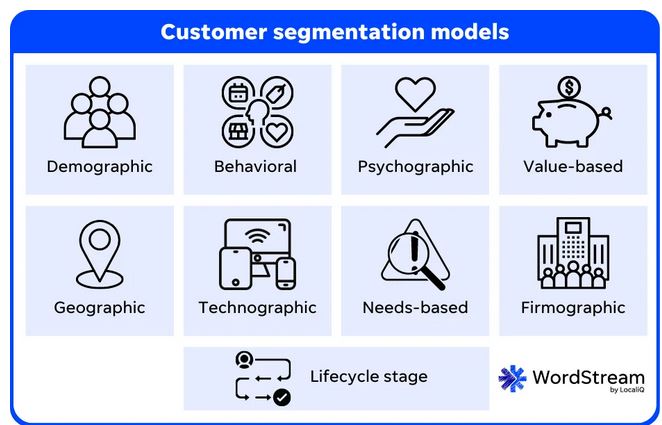 Customer segmentation models
Demographic
Behavioral
Psychographic
Value-based
Geographic
Technographic
Needs-based
Firmographic
Lifecycle stage
WordStream
by LocaliQ